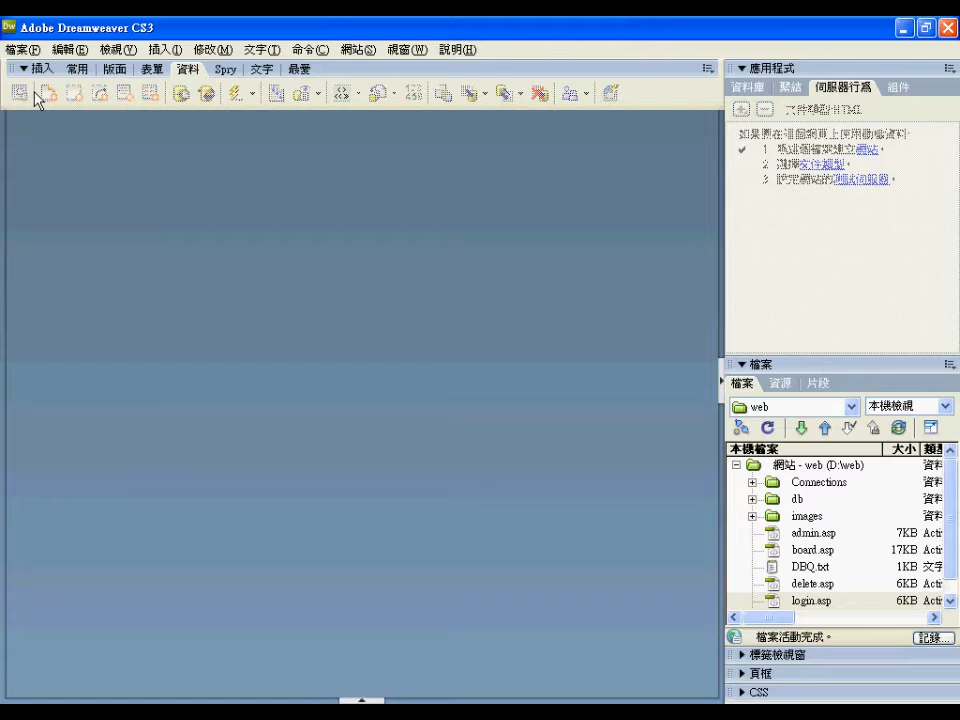 Adobe Dreamweaver CS3
檔案(F) 編輯(E) 檢視(V) 插入(I) 修改(M) 文字(T) 命令(C) 網站(S) 視窗(W) 說明(H)
插入 常用 版面 表單 資料 Spry 文字 最愛
應用程式
資料庫 繫結 伺服器行為 組件
文件類型:HTML
如果要在這個網頁上使用動態資料:
1 為這個檔案建立網站。
2 選擇文件類型。
3 設定網站的測試伺服器。
檔案
檔案 資源 片段
web 本機檢視
本機檔案 大小 類
網站 - web (D:\web) 資料
Connections 資料
db 資料
images 資料
admin.asp 7KB Acti
board.asp 17KB Acti
DBQ.txt 1KB 文字
delete.asp 6KB Acti
login.asp 6KB Acti
檔案活動完成。 記錄...
標籤檢視窗
頁框
CSS